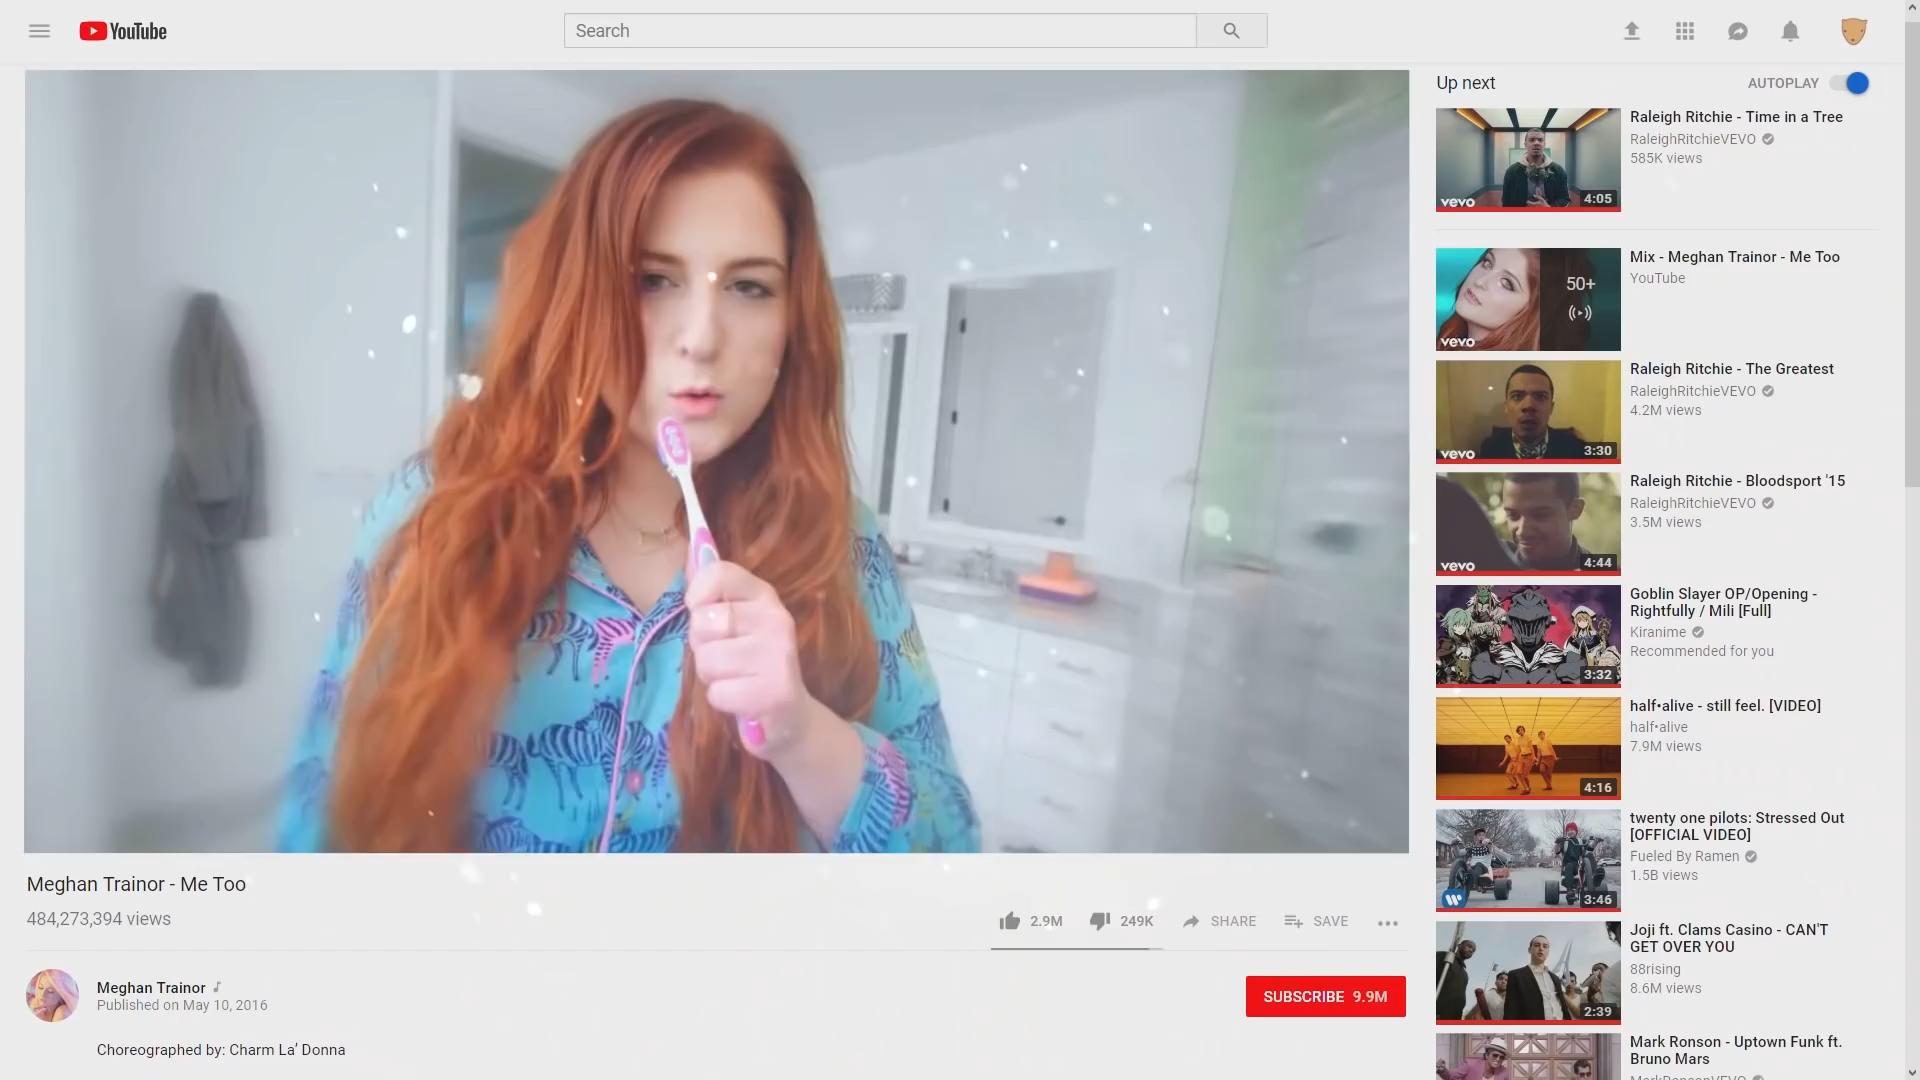 YouTube
Search
Up next
AUTOPLAY
Raleigh Ritchie - Time in a Tree
RaleighRitchieVEVO
585K views
4:05
vevo
Mix - Meghan Trainor - Me Too
YouTube
50+
vevo
Raleigh Ritchie - The Greatest
RaleighRitchieVEVO
4.2M views
3:30
vevo
Raleigh Ritchie - Bloodsport '15
RaleighRitchieVEVO
3.5M views
4:44
vevo
Goblin Slayer OP/Opening -
Rightfully / Mili [Full]
Kiranime
Recommended for you
3:32
half•alive - still feel. [VIDEO]
half•alive
7.9M views
4:16
twenty one pilots: Stressed Out
[OFFICIAL VIDEO]
Fueled By Ramen
1.5B views
3:46
Joji ft. Clams Casino - CAN'T
GET OVER YOU
88rising
8.6M views
2:39
Mark Ronson - Uptown Funk ft.
Bruno Mars
MarkRonsonVEVO
Meghan Trainor - Me Too
484,273,394 views
2.9M
249K
SHARE
SAVE
Meghan Trainor
Published on May 10, 2016
SUBSCRIBE 9.9M
Choreographed by: Charm La’ Donna